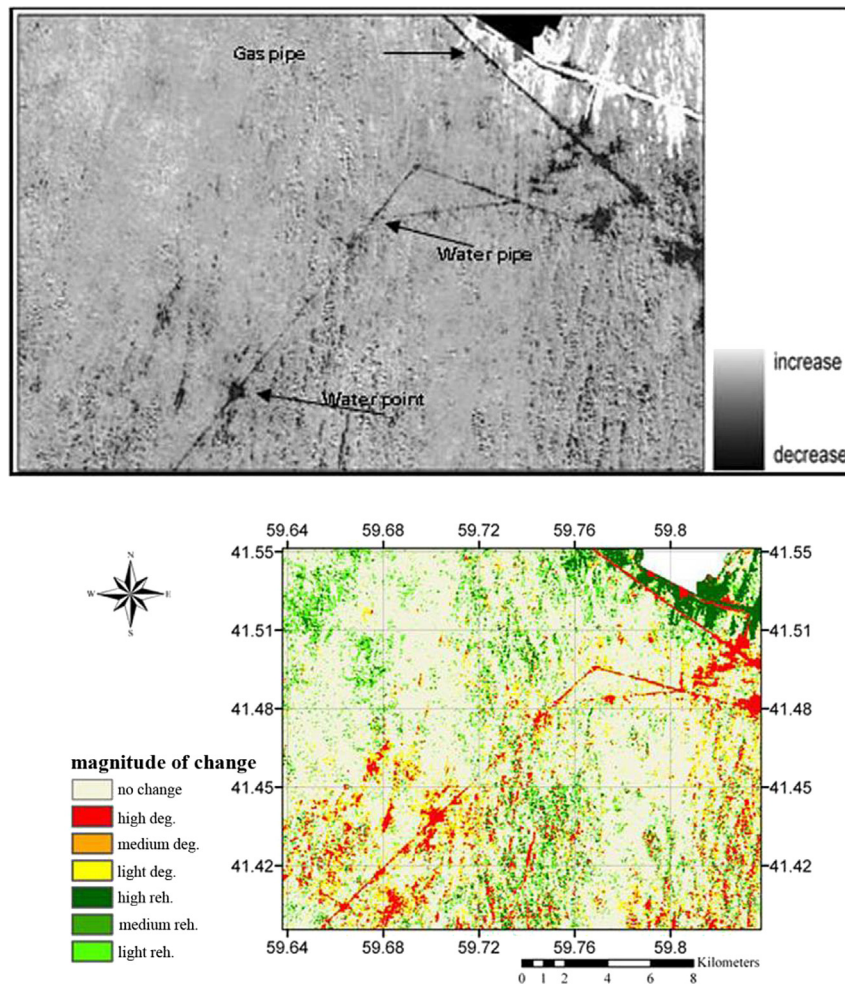 Gas pipe
Water pipe
Water point
increase
decrease
59.64 59.68 59.72 59.76 59.8
N
W E
S
41.55 41.55
41.51 41.51
41.48 41.48
41.45 41.45
41.42 41.42
magnitude of change
no change
high deg.
medium deg.
light deg.
high reh.
medium reh.
light reh.
59.64 59.68 59.72 59.76 59.8
Kilometers
0 1 2 4 6 8